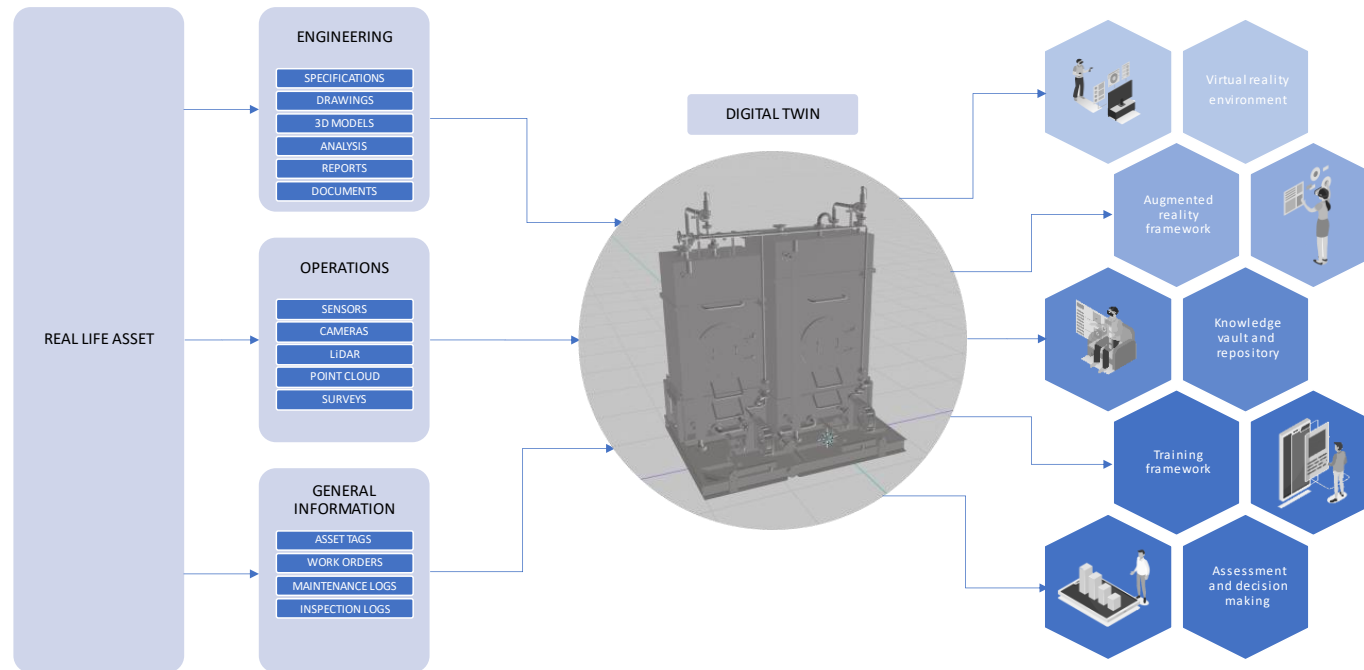 REAL LIFE ASSET
ENGINEERING
SPECIFICATIONS
DRAWINGS
3D MODELS
ANALYSIS
REPORTS
DOCUMENTS
OPERATIONS
SENSORS
CAMERAS
LiDAR
POINT CLOUD
SURVEYS
GENERAL
INFORMATION
ASSET TAGS
WORK ORDERS
MAINTENANCE LOGS
INSPECTION LOGS
DIGITAL TWIN
Virtual reality
environment
Augmented
reality
framework
Knowledge
vault and
repository
Training
framework
Assessment
and decision
making